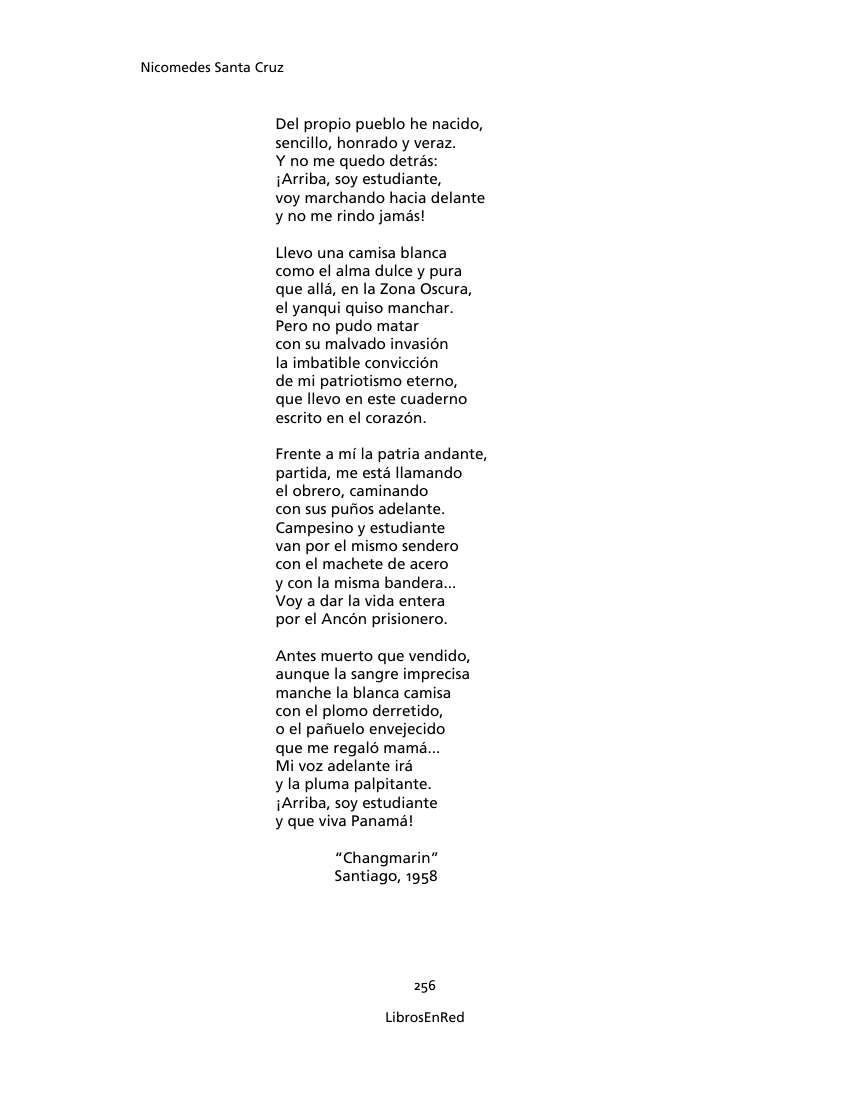 Nicomedes Santa Cruz
Del propio pueblo he nacido,
sencillo, honrado y veraz.
Y no me quedo detrás:
¡Arriba, soy estudiante,
voy marchando hacia delante
y no me rindo jamás!
Llevo una camisa blanca
como el alma dulce y pura
que allá, en la Zona Oscura,
el yanqui quiso manchar.
Pero no pudo matar
con su malvado invasión
la imbatible convicción
de mi patriotismo eterno,
que llevo en este cuaderno
escrito en el corazón.
Frente a mí la patria andante,
partida, me está llamando
el obrero, caminando
con sus puños adelante.
Campesino y estudiante
van por el mismo sendero
con el machete de acero
y con la misma bandera...
Voy a dar la vida entera
por el Ancón prisionero.
Antes muerto que vendido,
aunque la sangre imprecisa
manche la blanca camisa
con el plomo derretido,
o el pañuelo envejecido
que me regaló mamá...
Mi voz adelante irá
y la pluma palpitante.
¡Arriba, soy estudiante
y que viva Panamá!
“Changmarin”
Santiago, 1958
256
LibrosEnRed